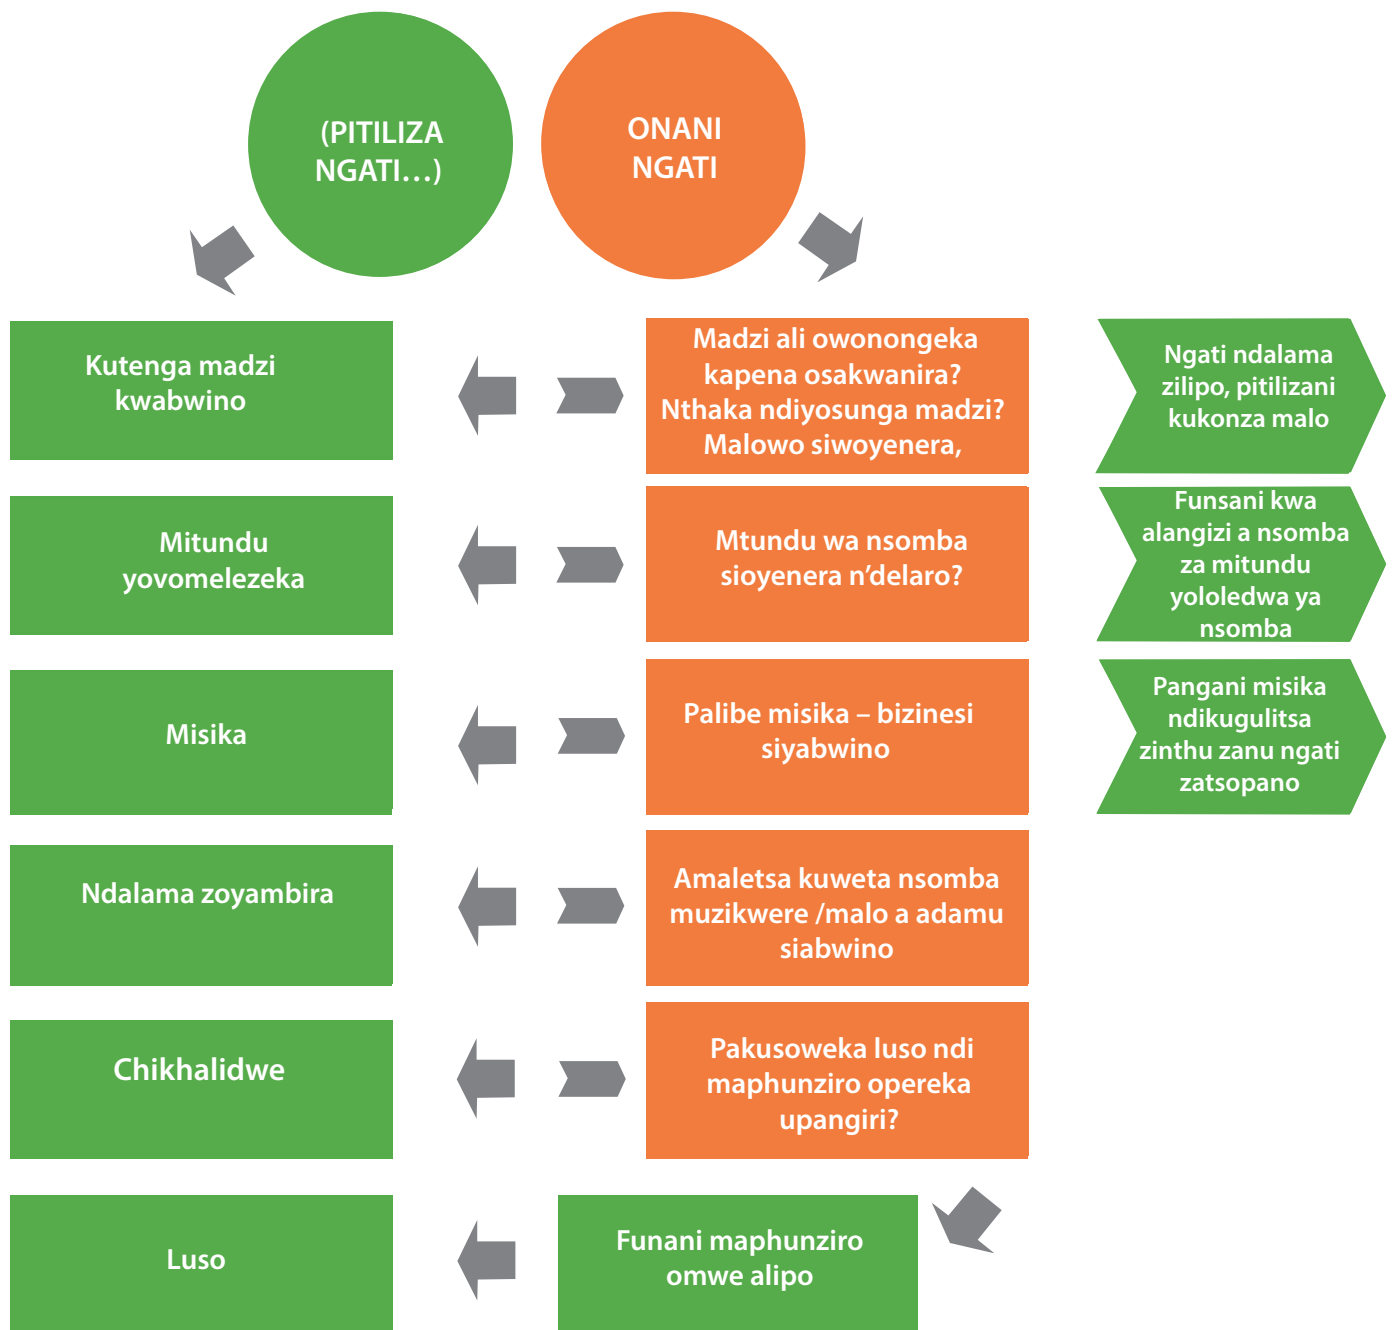 (PITILIZA
NGATI…)
ONANI
NGATI
Kutenga madzi
kwabwino
Madzi ali owonongeka
kapena osakwanira?
Nthaka ndiyosunga madzi?
Malowo siwoyenera,
Ngati ndalama
zilipo, pitilizani
kukonza malo
Mitundu
yovomelezeka
Mtundu wa nsomba
sioyenera n’delaro?
Funsani kwa
alangizi a nsomba
za mitundu
yololedwa ya
nsomba
Misika
Palibe misika – bizinesi
siyabwino
Pangani misika
ndikugulitsa
zinthu zanu ngati
zatsopano
Ndalama zoyambira
Amaletsa kuweta nsomba
muzikwere /malo a adamu
siabwino
Chikhalidwe
Pakusoweka luso ndi
maphunziro opereka
upangiri?
Luso
Funani maphunziro
omwe alipo